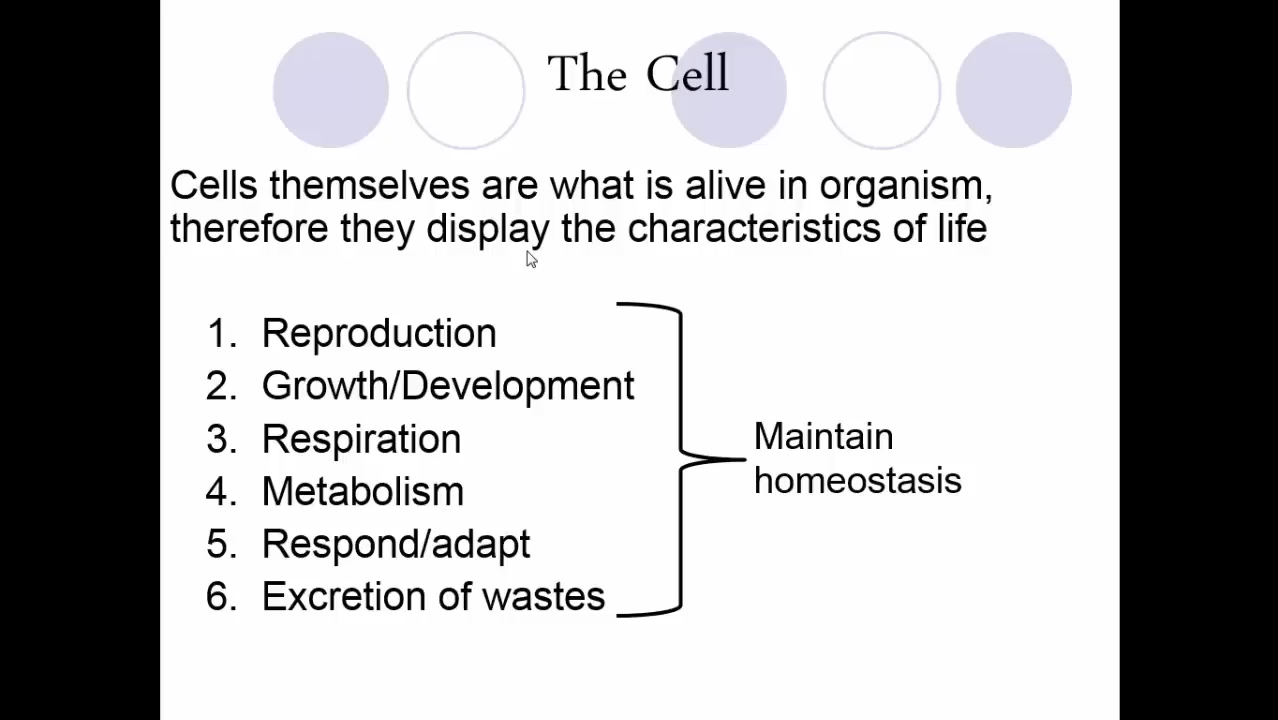 The Cell
Cells themselves are what is alive in organism,
therefore they display the characteristics of life
1. Reproduction
2. Growth/Development
3. Respiration
4. Metabolism
5. Respond/adapt
6. Excretion of wastes
Maintain
homeostasis